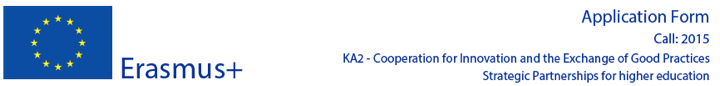 Application Form
Call: 2015
KA2 - Cooperation for Innovation and the Exchange of Good Practices
Strategic Partnerships for higher education
Erasmus+